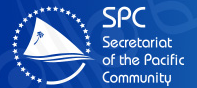 SPC
Secretariat
of the Pacific
Community